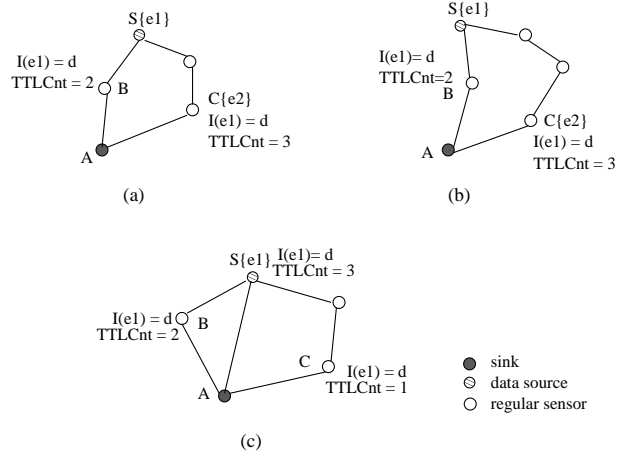 S{e1}
I(e1) = d
TTLCnt = 2
B
C{e2}
I(e1) = d
TTLCnt = 3
A
(a)
S{e1}
I(e1)= d
TTLCnt=2
B
C{e2}
I(e1) = d
TTLCnt = 3
A
(b)
S{e1}
I(e1)= d
TTLCnt = 3
I(e1) = d
TTLCnt = 2
B
C
I(e1) = d
TTLCnt = 1
A
(c)
sink
data source
regular sensor